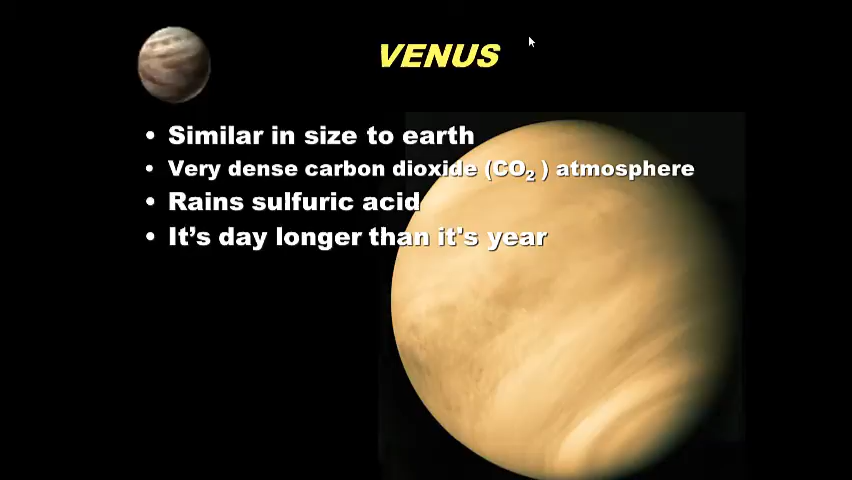 VENUS
• Similar in size to earth
• Very dense carbon dioxide (CO₂ ) atmosphere
• Rains sulfuric acid
• It’s day longer than it's year